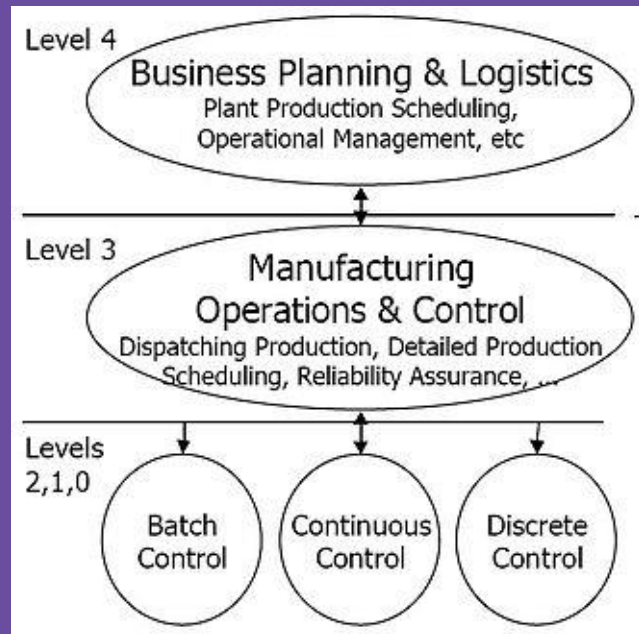 Level 4
Business Planning & Logistics
Plant Production Scheduling,
Operational Management, etc
Level 3
Manufacturing
Operations & Control
Dispatching Production, Detailed Production
Scheduling, Reliability Assurance, ...
Levels
2,1,0
Batch
Control
Continuous
Control
Discrete
Control